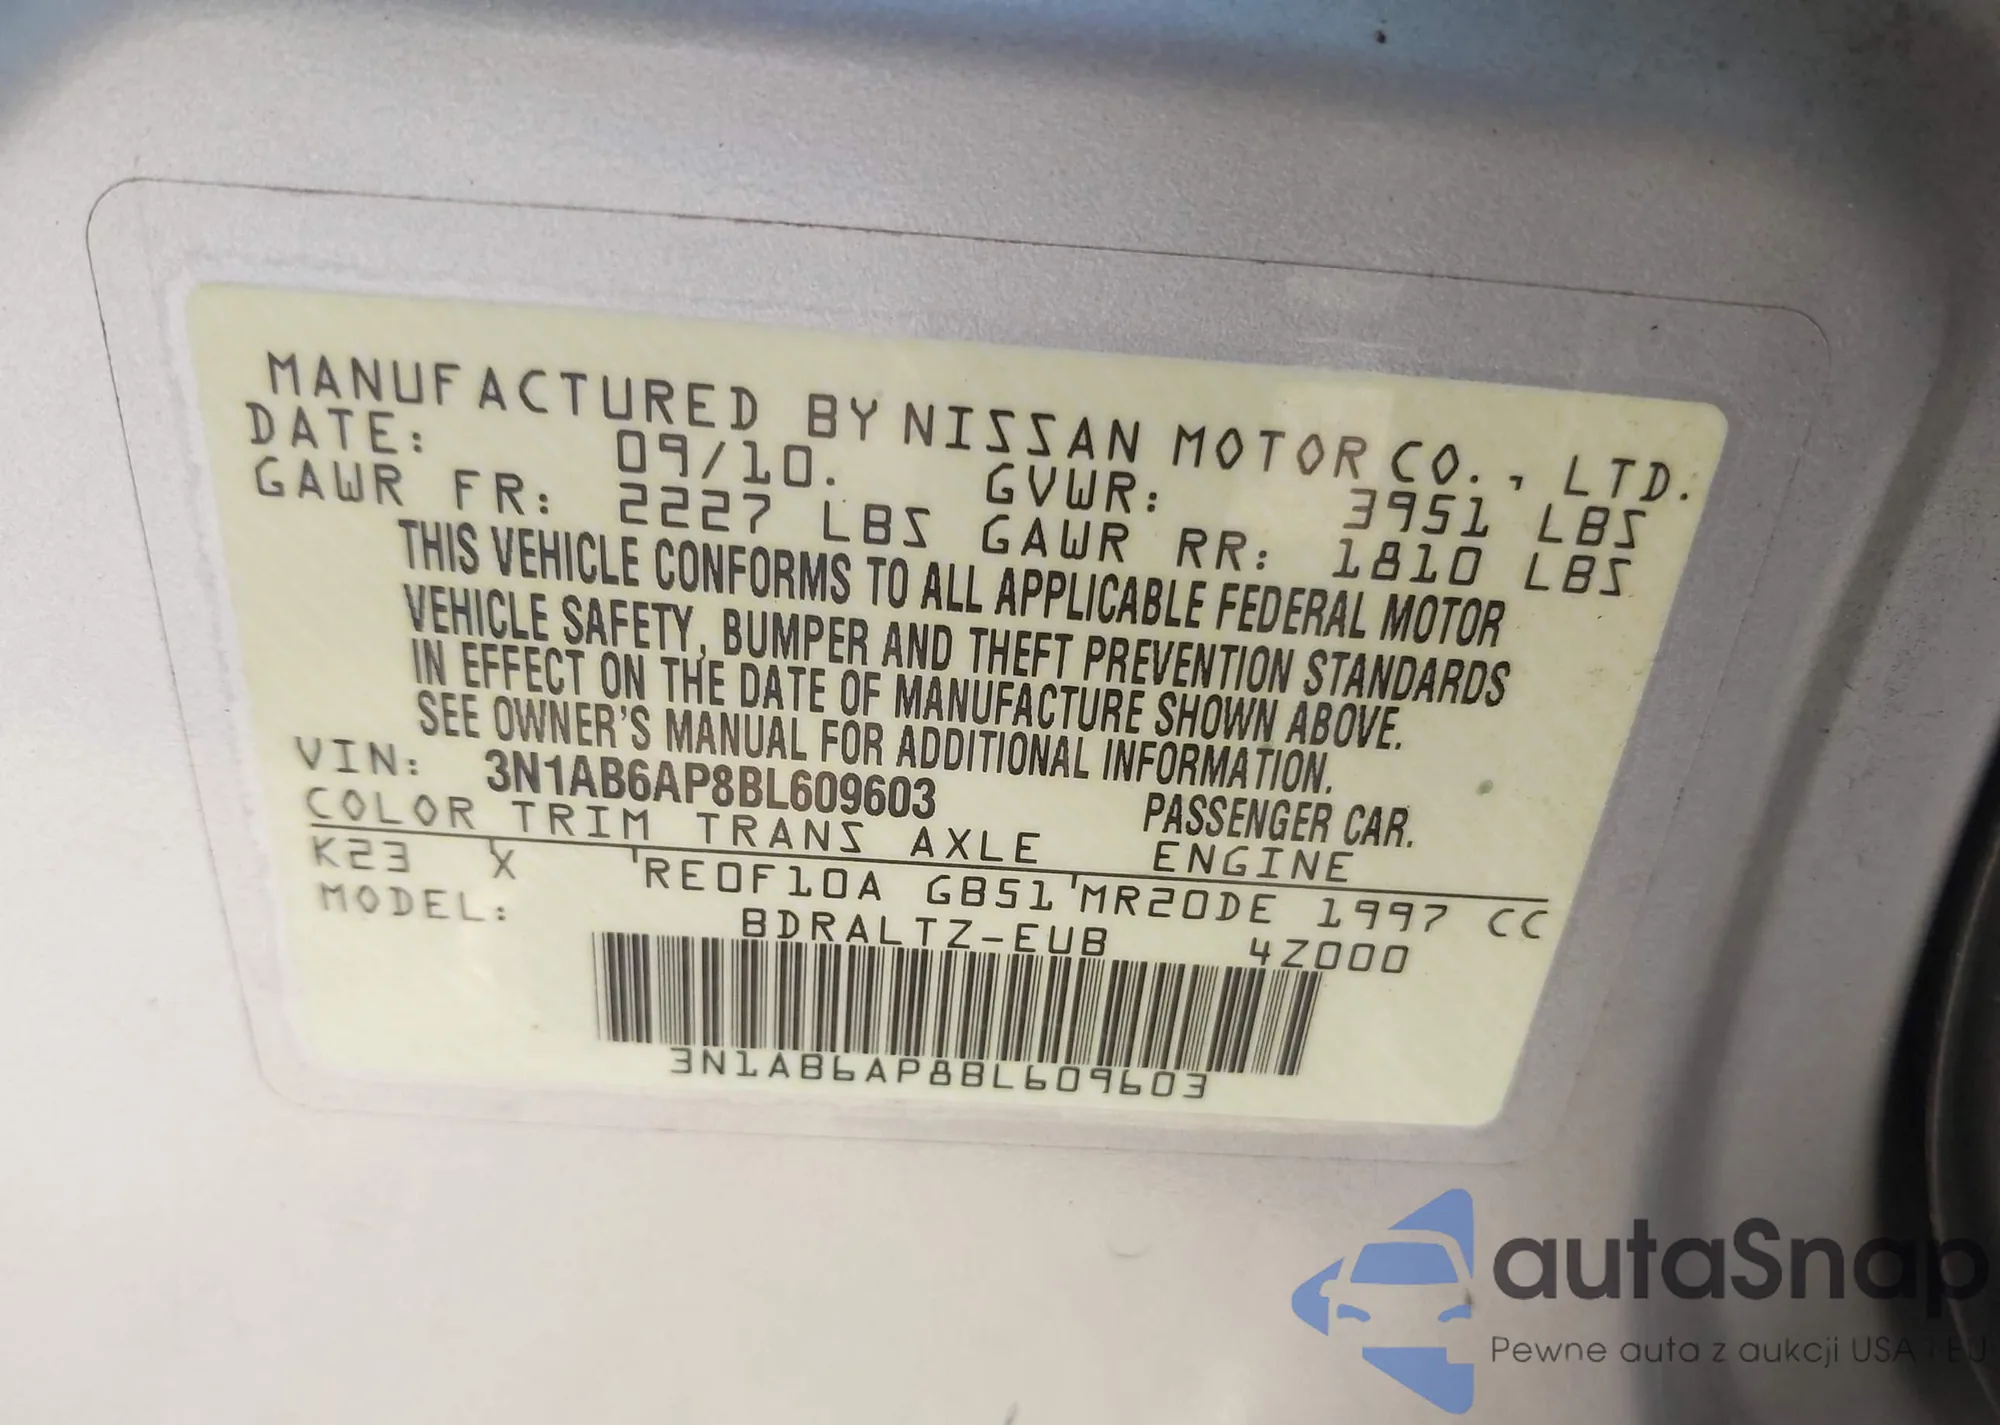 MANUFACTURED BY NISSAN MOTOR CO., LTD.
DATE: 09/10. GVWR: 3951 LBS
GAWR FR: 2227 LBS GAWR RR: 1810 LBS
THIS VEHICLE CONFORMS TO ALL APPLICABLE FEDERAL MOTOR
VEHICLE SAFETY, BUMPER AND THEFT PREVENTION STANDARDS
IN EFFECT ON THE DATE OF MANUFACTURE SHOWN ABOVE.
SEE OWNER'S MANUAL FOR ADDITIONAL INFORMATION.
VIN: 3N1AB6AP8BL609603 PASSENGER CAR.
COLOR TRIM TRANS AXLE ENGINE
K23 X RE0F10A GB51 MR20DE 1997 CC
MODEL: BDRALTZ-EUB 4Z000
3N1AB6AP8BL609603
autaSnap
Pewne auta z aukcji USA i EU